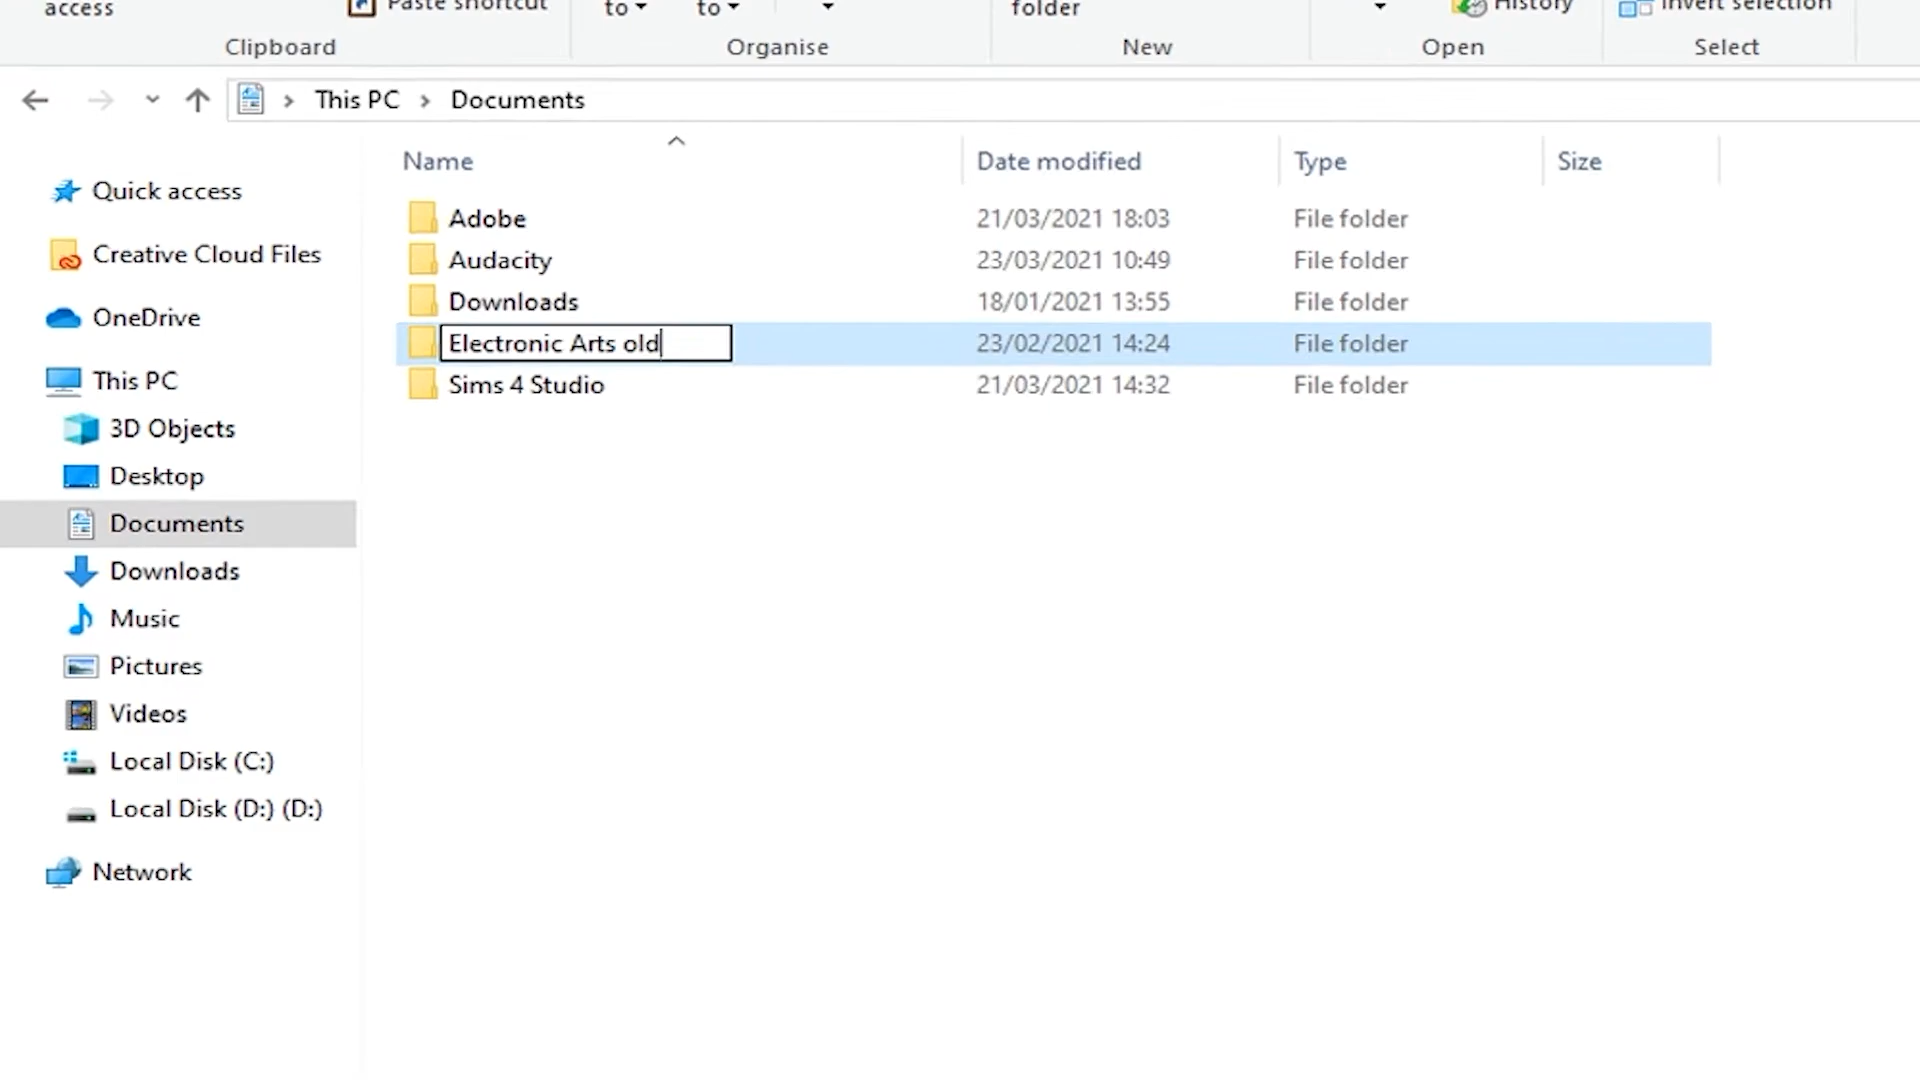 access
Paste shortcut
to
to
folder
History
Invert selection
Clipboard
Organise
New
Open
Select
This PC
Documents
Name
Date modified
Type
Size
Quick access
Creative Cloud Files
OneDrive
This PC
3D Objects
Desktop
Documents
Downloads
Music
Pictures
Videos
Local Disk (C:)
Local Disk (D:) (D:)
Network
Adobe 21/03/2021 18:03 File folder
Audacity 23/03/2021 10:49 File folder
Downloads 18/01/2021 13:55 File folder
Electronic Arts old 23/02/2021 14:24 File folder
Sims 4 Studio 21/03/2021 14:32 File folder